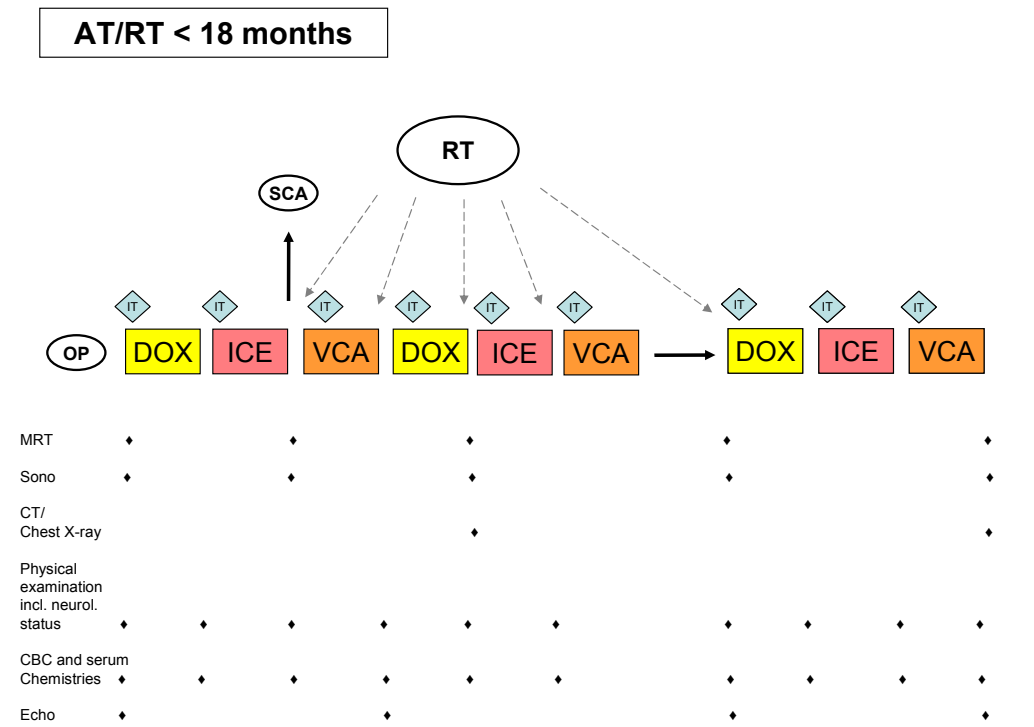 AT/RT < 18 months
RT
SCA
IT IT IT IT IT IT IT IT IT
OP DOX ICE VCA DOX ICE VCA DOX ICE VCA
MRT
Sono
CT/
Chest X-ray
Physical
examination
incl. neurol.
status
CBC and serum
Chemistries
Echo